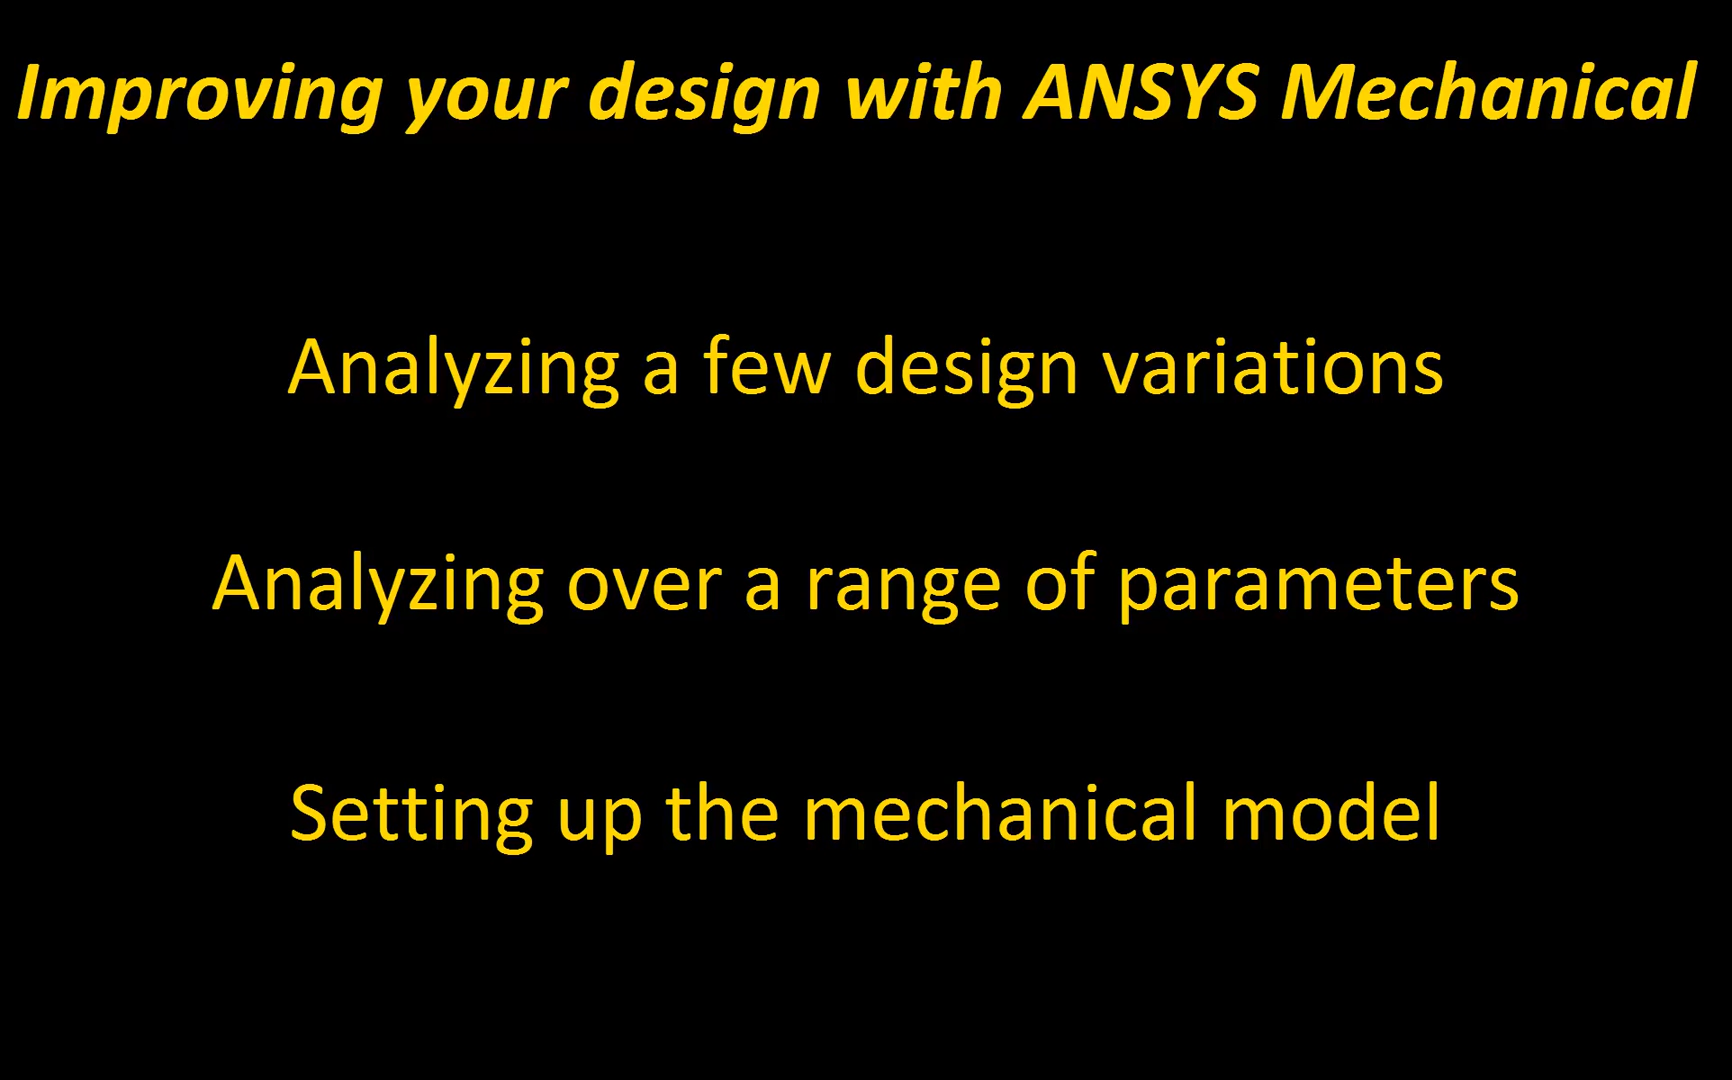 Improving your design with ANSYS Mechanical
Analyzing a few design variations
Analyzing over a range of parameters
Setting up the mechanical model